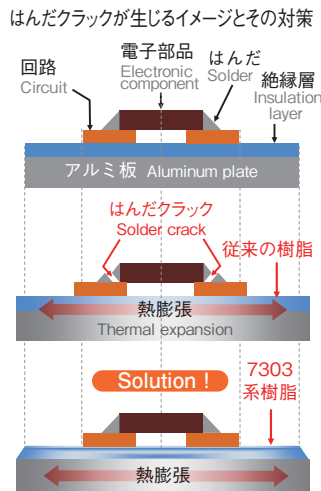 はんだクラックが生じるイメージとその対策
電子部品
Electronic
component
はんだ
Solder
回路
Circuit
絶縁層
Insulation
layer
アルミ板 Aluminum plate
はんだクラック
Solder crack
従来の樹脂
熱膨張
Thermal expansion
Solution !
7303
系樹脂
熱膨張